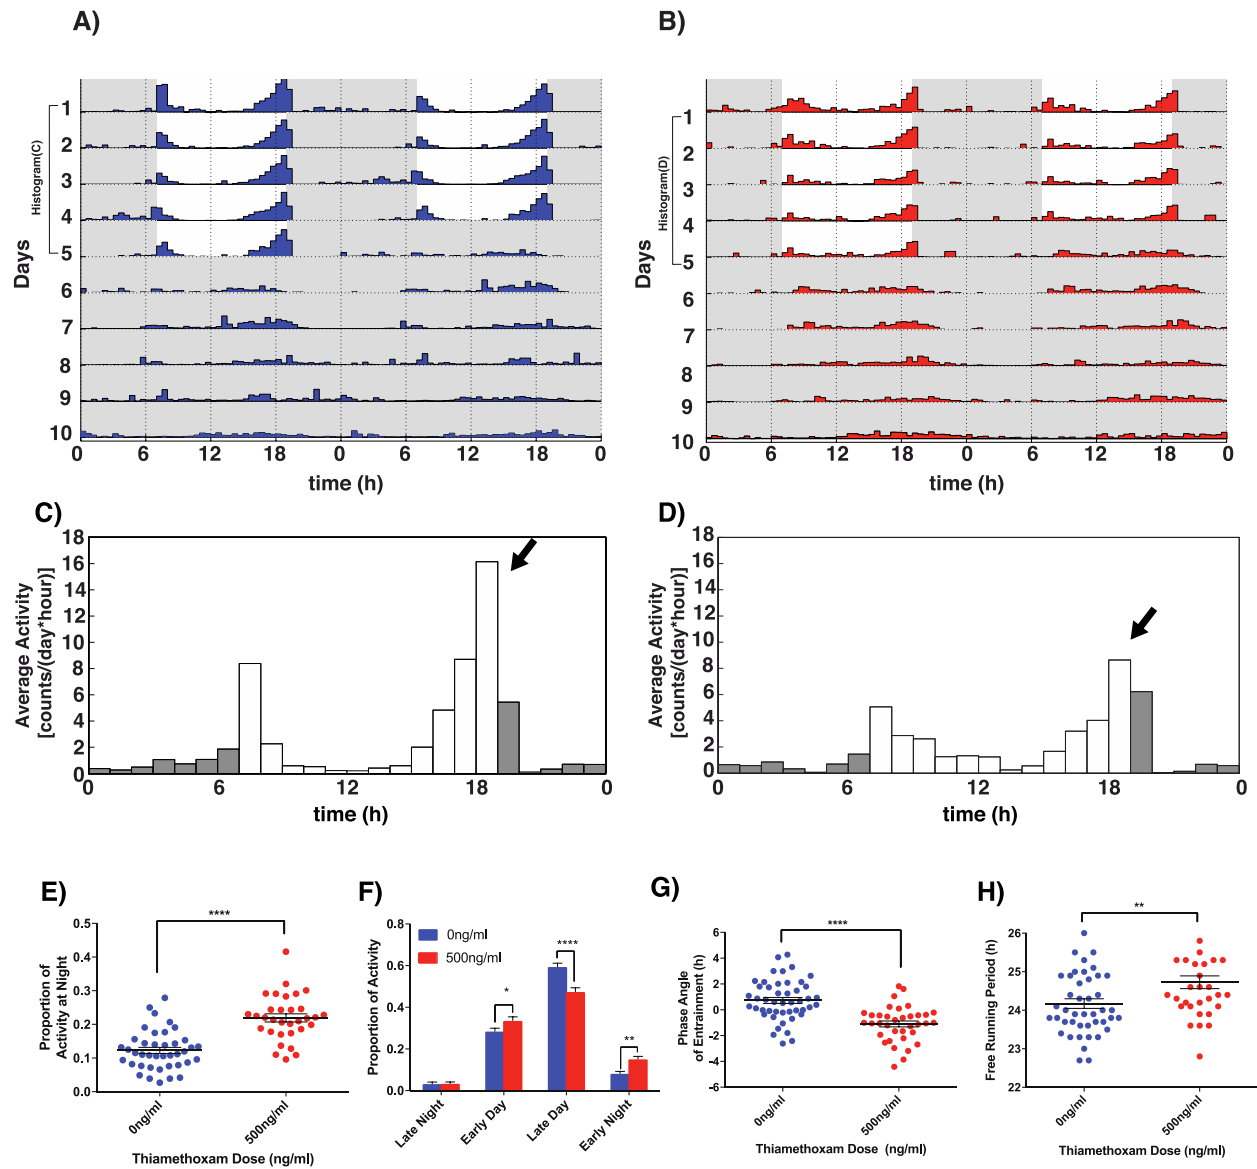 A)
B)
Histogram(C)
Days
1
2
3
4
5
6
7
8
9
10
0 6 12 18 0 6 12 18 0
time (h)
Histogram(D)
1
2
3
4
5
6
7
8
9
10
0 6 12 18 0 6 12 18 0
time (h)
C)
Average Activity
[counts/(day*hour)]
18
16
14
12
10
8
6
4
2
0
0 6 18 0
time (h)
D)
Average Activity
[counts/(day*hour)]
18
16
14
12
10
8
6
4
2
0
0 6 18 0
time (h)
E)
Proportion of
Activity at Night
0.5
0.4
0.3
0.2
0.1
0.0
****
0ng/ml
500ng/ml
Thiamethoxam Dose (ng/ml)
F)
Proportion of Activity
0.8
0.6
0.4
0.2
0.0
0ng/ml
500ng/ml
*
****
**
Late Night
Early Day
Late Day
Early Night
G)
Phase Angle
of Entrainment (h)
6
4
2
0
-2
-4
-6
****
0ng/ml
500ng/ml
Thiamethoxam Dose (ng/ml)
H)
Free Running Period (h)
26
25
24
23
22
**
0ng/ml
500ng/ml
Thiamethoxam Dose (ng/ml)